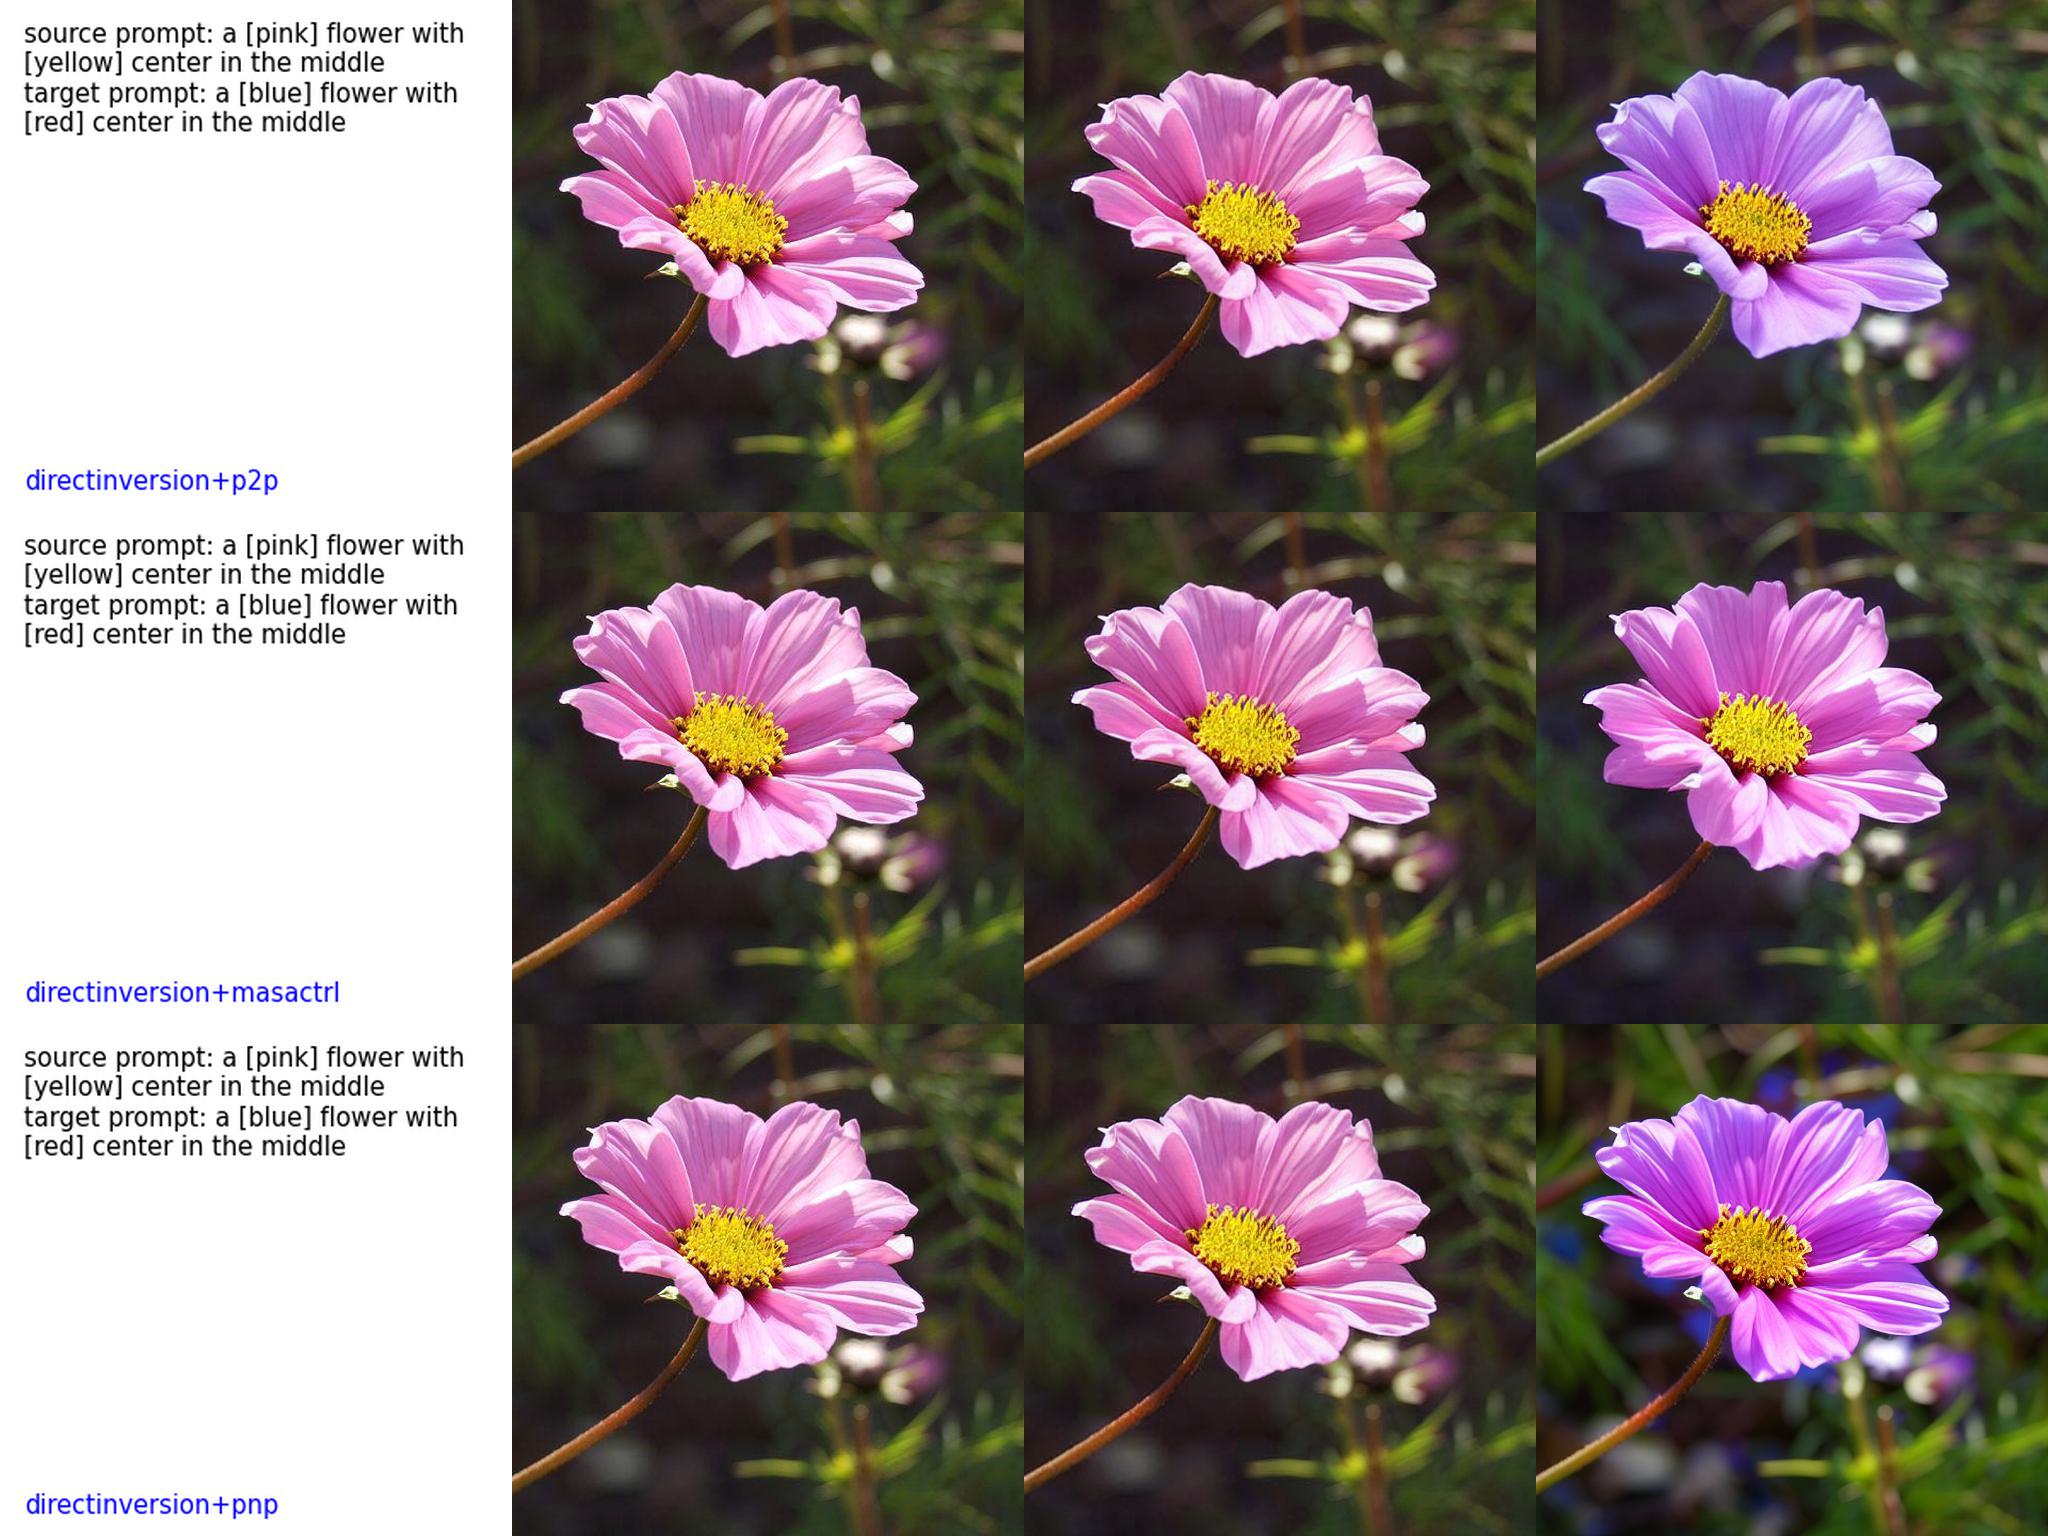 source prompt: a [pink] flower with
[yellow] center in the middle
target prompt: a [blue] flower with
[red] center in the middle
directinversion+p2p
source prompt: a [pink] flower with
[yellow] center in the middle
target prompt: a [blue] flower with
[red] center in the middle
directinversion+masactrl
source prompt: a [pink] flower with
[yellow] center in the middle
target prompt: a [blue] flower with
[red] center in the middle
directinversion+pnp